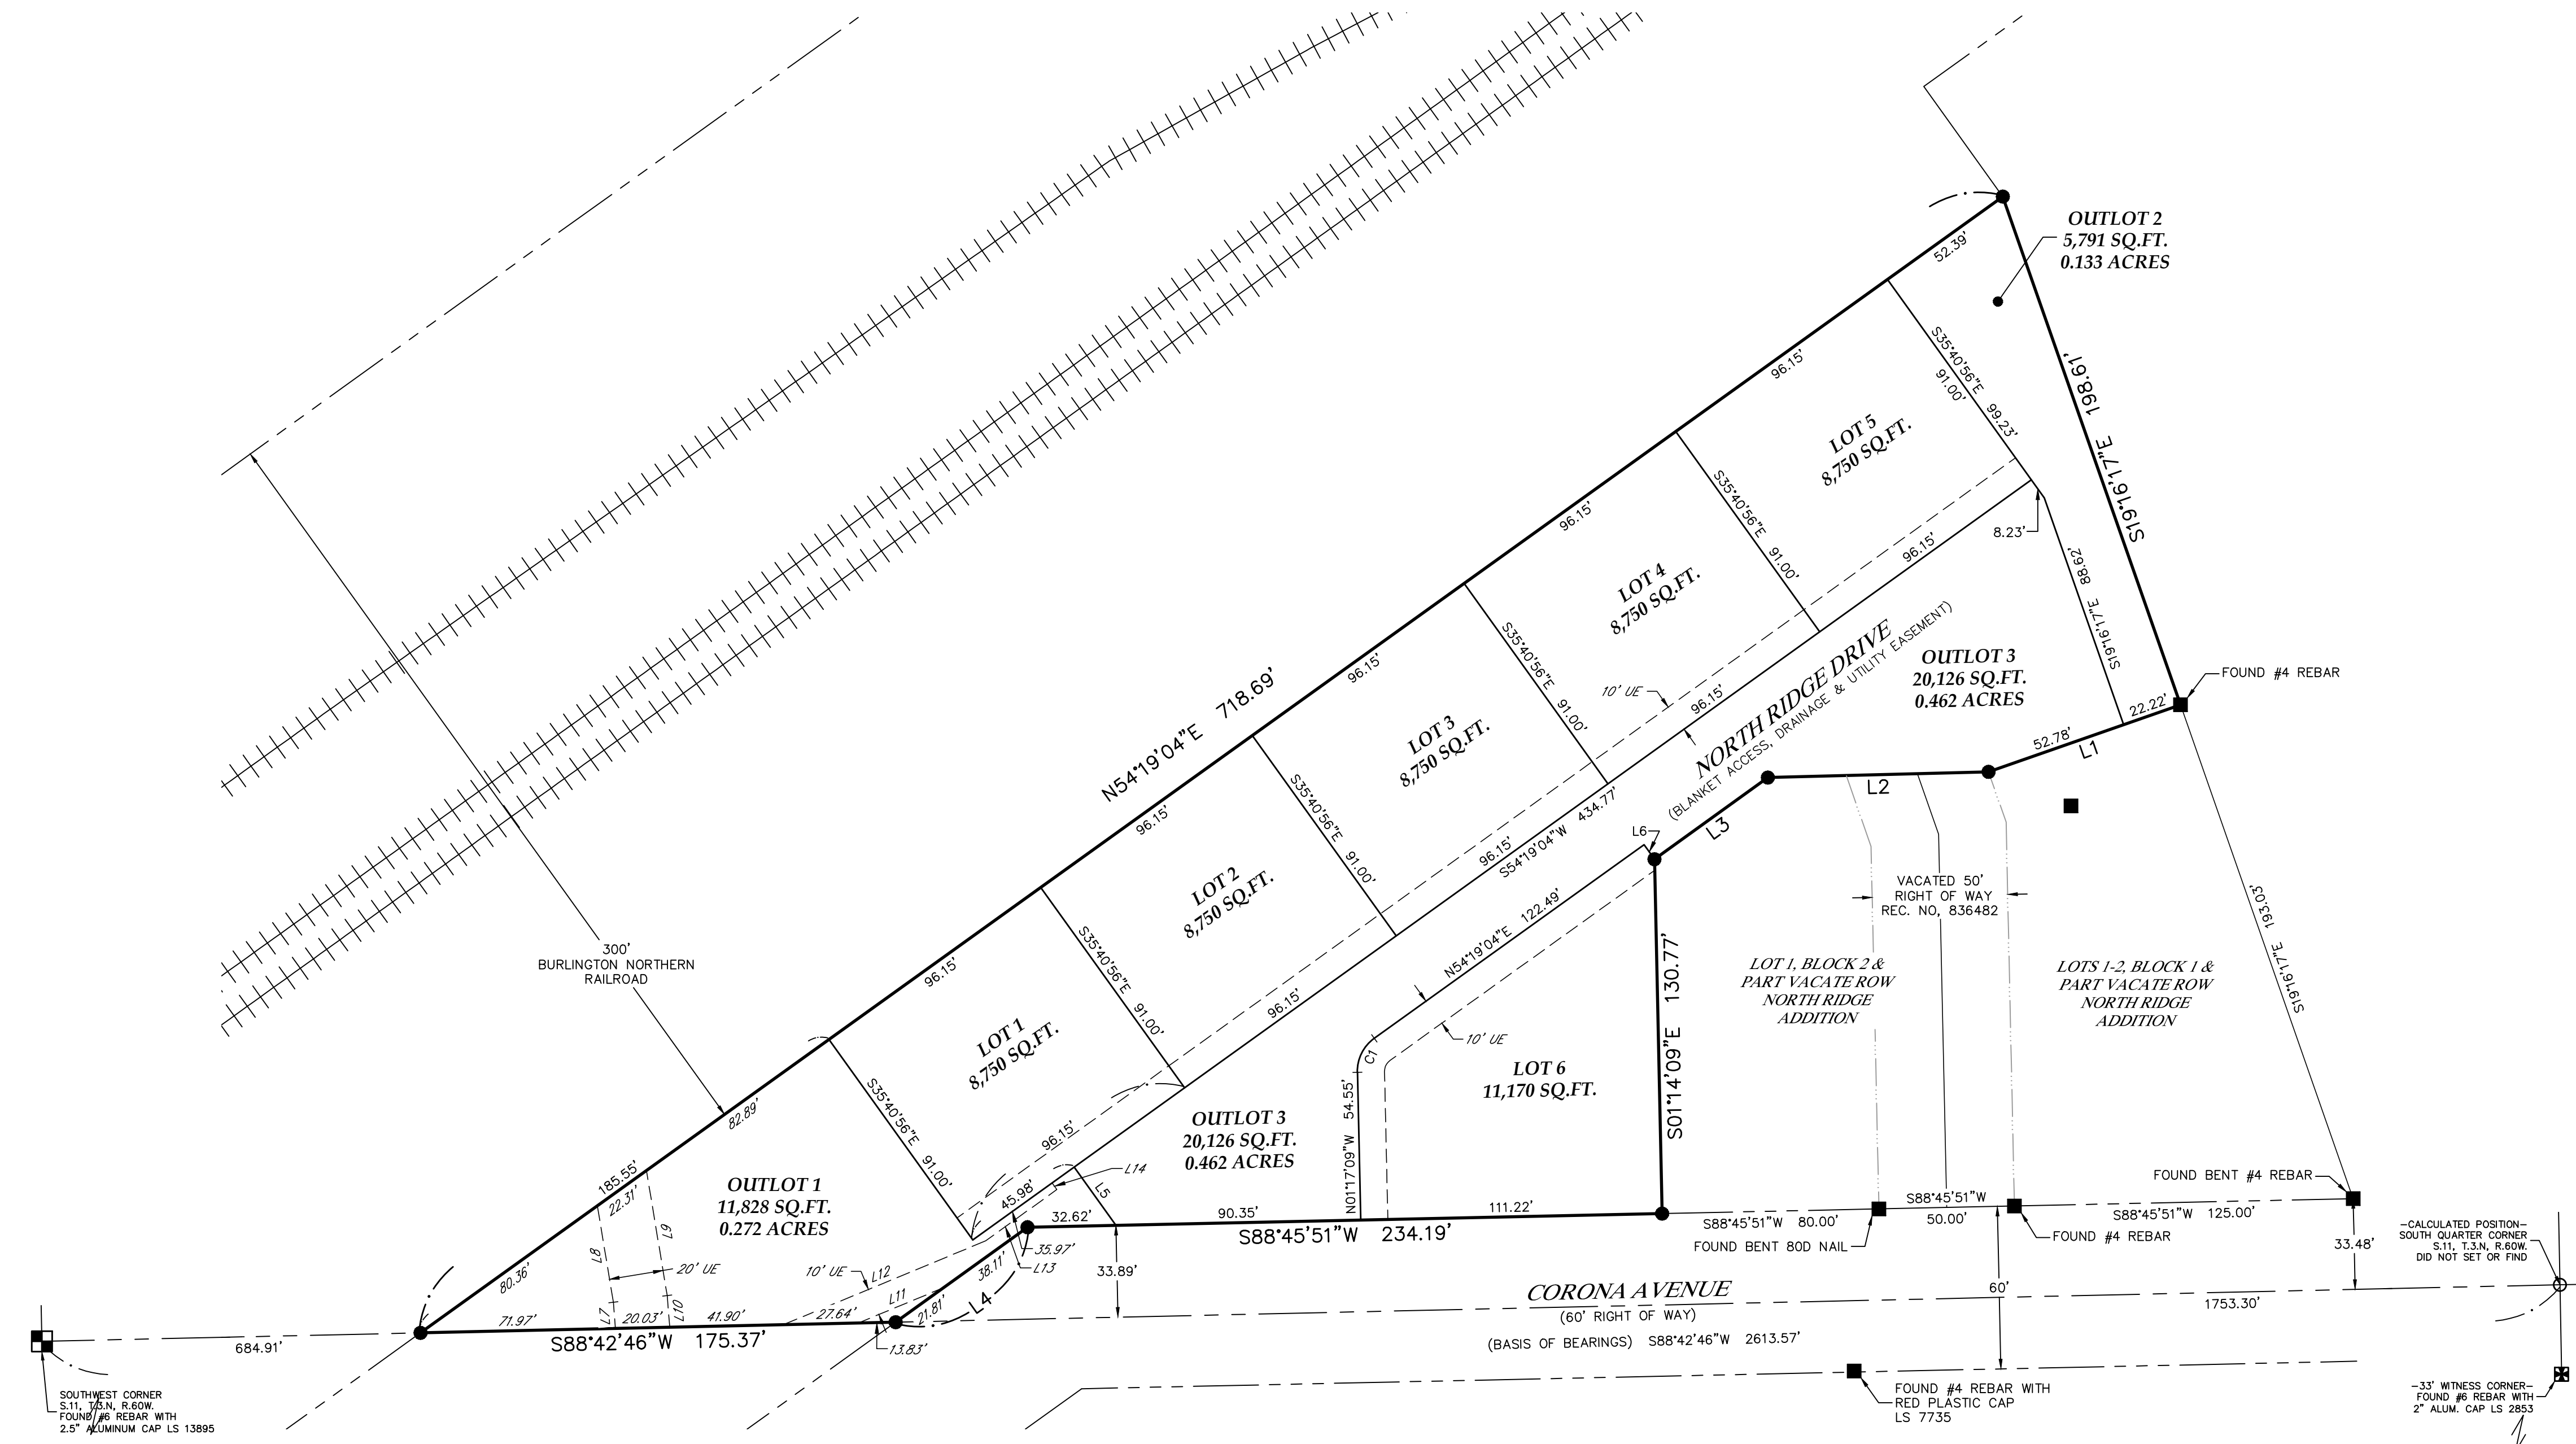 OUTLOT 2
5,791 SQ.FT.
0.133 ACRES
52.39'
S19°16'17"E 198.61'
96.15'
S35°40'56"E 99.23'
91.00'
LOT 5
8,750 SQ.FT.
96.15'
8.23'
S35°40'56"E 91.00'
96.15'
LOT 4
8,750 SQ.FT.
S19°16'17"E 88.62'
96.15'
S35°40'56"E 91.00'
NORTH RIDGE DRIVE
(BLANKET ACCESS, DRAINAGE & UTILITY EASEMENT)
OUTLOT 3
20,126 SQ.FT.
0.462 ACRES
FOUND #4 REBAR
10' UE
96.15'
N54°19'04"E 718.69'
96.15'
LOT 3
8,750 SQ.FT.
22.22'
52.78'
L1
L2
L3
L6
S35°40'56"E 91.00'
96.15'
S54°19'04"W 434.77'
96.15'
LOT 2
8,750 SQ.FT.
VACATED 50'
RIGHT OF WAY
REC. NO, 836482
N54°19'04"E 122.49'
S01°14'09"E 130.77'
S19°16'17"E 193.03'
300'
BURLINGTON NORTHERN
RAILROAD
96.15'
S35°40'56"E 91.00'
96.15'
LOT 1, BLOCK 2 &
PART VACATE ROW
NORTH RIDGE
ADDITION
LOTS 1-2, BLOCK 1 &
PART VACATE ROW
NORTH RIDGE
ADDITION
LOT 1
8,750 SQ.FT.
10' UE
C1
LOT 6
11,170 SQ.FT.
82.89'
S35°40'56"E 91.00'
96.15'
OUTLOT 3
20,126 SQ.FT.
0.462 ACRES
N01°17'09"W 54.55'
L14
L5
185.55'
22.31'
OUTLOT 1
11,828 SQ.FT.
0.272 ACRES
45.98'
32.62'
90.35'
111.22'
S88°45'51"W 234.19'
S88°45'51"W 80.00'
S88°45'51"W
50.00'
S88°45'51"W 125.00'
FOUND BENT #4 REBAR
FOUND BENT 80D NAIL
FOUND #4 REBAR
33.48'
-CALCULATED POSITION-
SOUTH QUARTER CORNER
S.11, T.3.N, R.60W.
DID NOT SET OR FIND
80.36'
L8
L9
20' UE
10' UE
L12
35.97'
L13
38.11'
33.89'
L11
L4
21.81'
L7
L10
71.97'
20.03'
41.90'
27.64'
S88°42'46"W 175.37'
13.83'
684.91'
CORONA AVENUE
(60' RIGHT OF WAY)
60'
1753.30'
(BASIS OF BEARINGS) S88°42'46"W 2613.57'
SOUTHWEST CORNER
S.11, T.3.N, R.60W.
FOUND #6 REBAR WITH
2.5" ALUMINUM CAP LS 13895
FOUND #4 REBAR WITH
RED PLASTIC CAP
LS 7735
-33' WITNESS CORNER-
FOUND #6 REBAR WITH
2" ALUM. CAP LS 2853